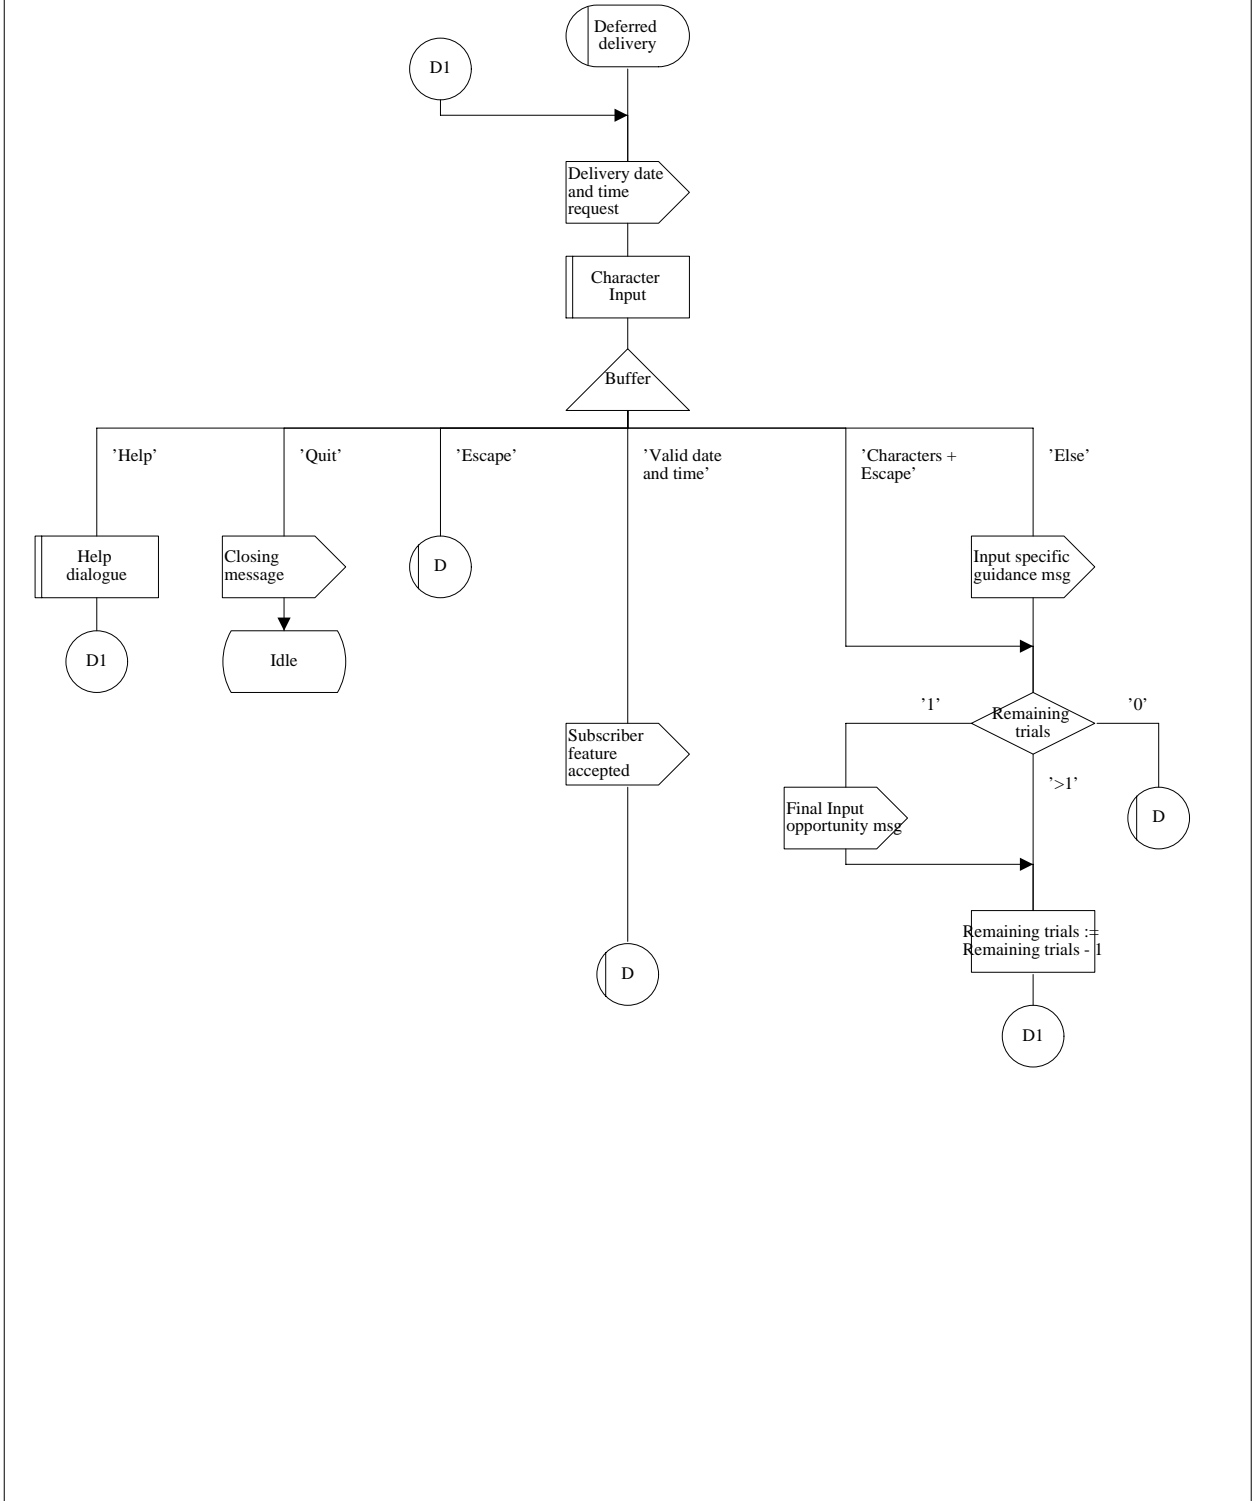 Deferred
delivery
D1
Delivery date
and time
request
Character
Input
Buffer
'Help'
'Quit'
'Escape'
'Valid date
and time'
'Characters +
Escape'
'Else'
Help
dialogue
Closing
message
D
Input specific
guidance msg
D1
Idle
'1'
Remaining
trials
'0'
Subscriber
feature
accepted
'>1'
Final Input
opportunity msg
D
Remaining trials :=
Remaining trials - 1
D
D1